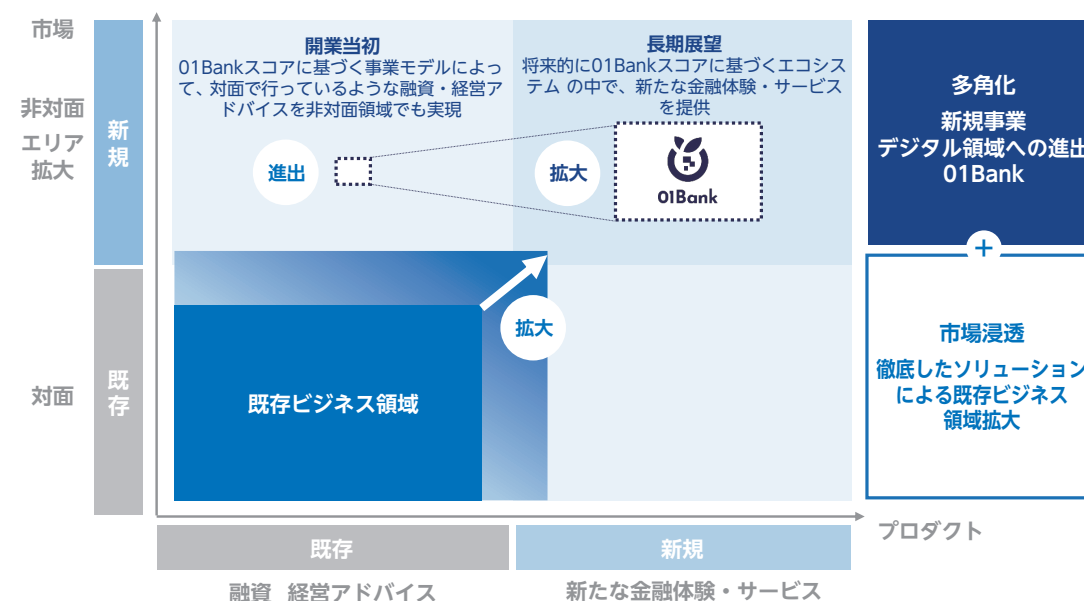 市場
非対面
エリア
拡大
新規
対面
既存
開業当初
01Bankスコアに基づく事業モデルによっ
て、対面で行っているような融資・経営ア
ドバイスを非対面領域でも実現
長期展望
将来的に01Bankスコアに基づくエコシス
テム の中で、新たな金融体験・サービス
を提供
進出
拡大
01Bank
拡大
既存ビジネス領域
多角化
新規事業
デジタル領域への進出
01Bank
+
市場浸透
徹底したソリューション
による既存ビジネス
領域拡大
プロダクト
既存
新規
融資 経営アドバイス
新たな金融体験・サービス